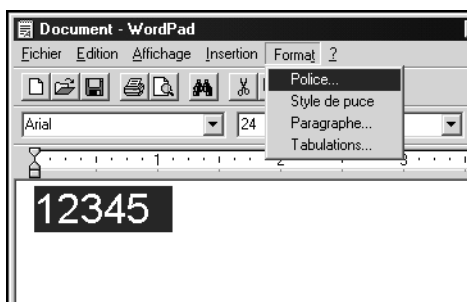 Document - WordPad
Fichier Edition Affichage Insertion Format ?
Police...
Style de puce
Arial 24 Paragraphe...
Tabulations...
1 2 3
12345